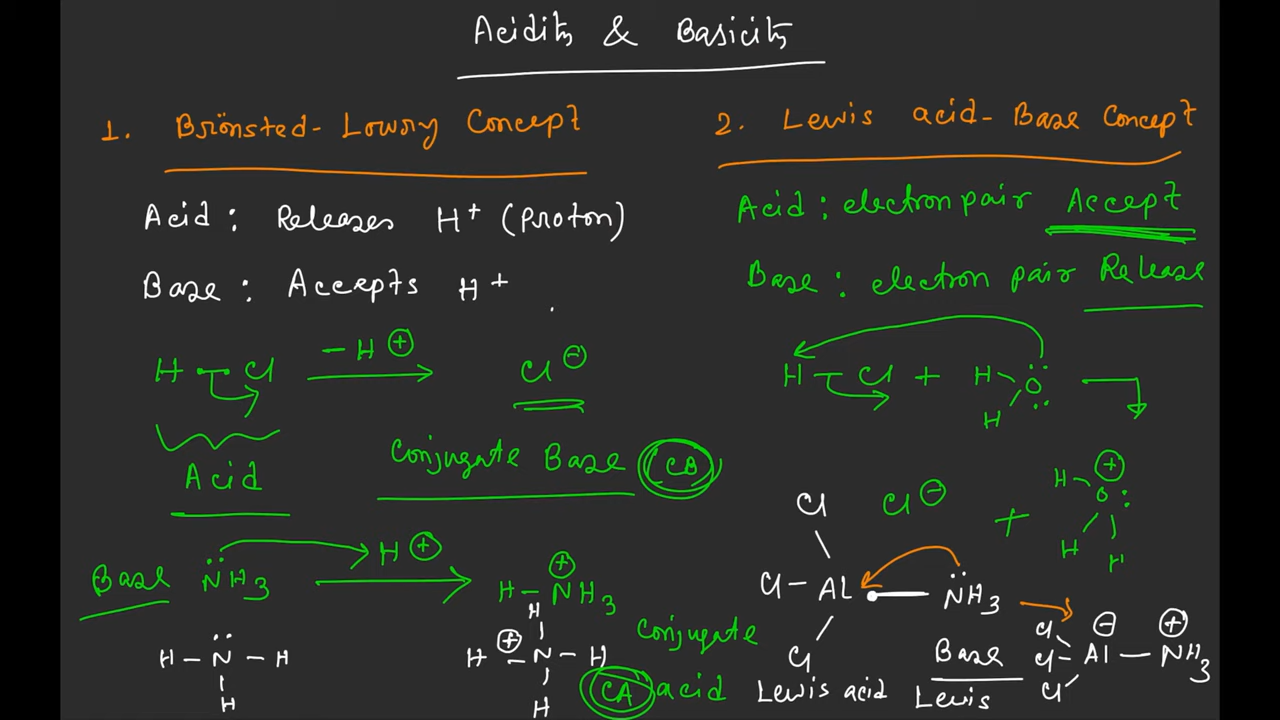 Acidity & Basicity
1. Brönsted-Lowry Concept
Acid: Releases H+ (Proton)
Base: Accepts H+
H - Cl -H⊕ Cl⊖
Acid
Conjugate Base CB
Base N̈H3 H⊕ H-NH3 ⊕
H-N-H
H
H
⊕ H-N-H
H
Conjugate
CA acid
2. Lewis acid-Base Concept
Acid: electron pair Accept
Base: electron pair Release
H - Cl + H O
H
Cl⊖ + H O ⊕
H H
Cl
Cl-Al N̈H3
Cl
Lewis acid
Base
Lewis
Cl ⊖ ⊕
Cl-Al-NH3
Cl